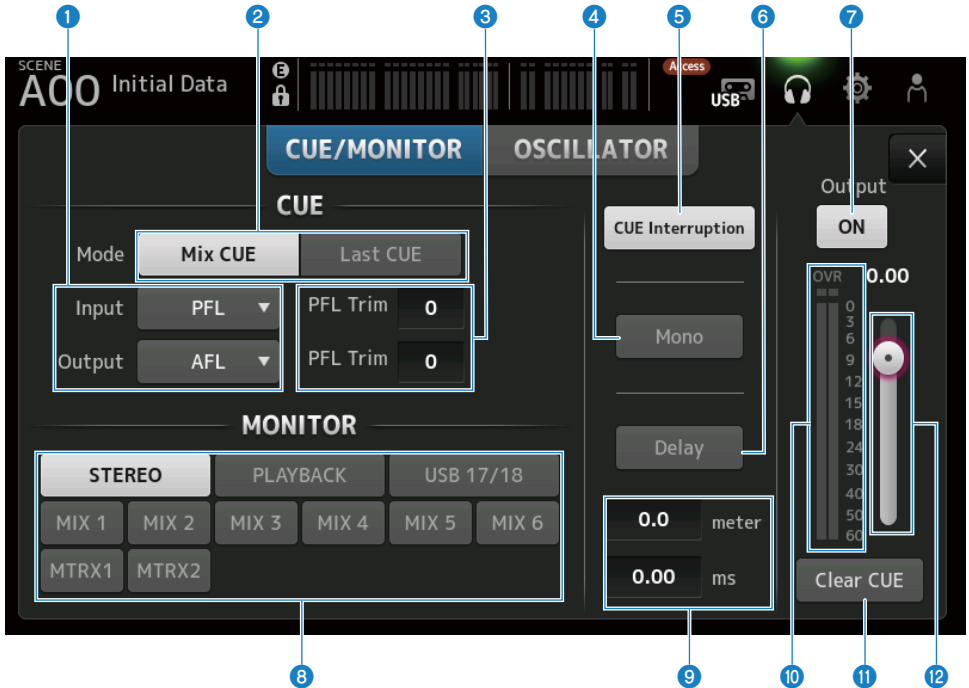 1 2 3 4 5 6 7
SCENE
A00 Initial Data E Access USB
CUE/MONITOR OSCILLATOR ×
Output
CUE
CUE Interruption ON
Mode Mix CUE Last CUE
OVR 0.00
Input PFL ▼ PFL Trim 0
Mono
Output AFL ▼ PFL Trim 0
0
3
6
9
12
15
18
24
30
40
50
60
MONITOR
Delay
STEREO PLAYBACK USB 17/18
MIX 1 MIX 2 MIX 3 MIX 4 MIX 5 MIX 6
0.0 meter
MTRX1 MTRX2
0.00 ms
Clear CUE
8 9 10 11 12